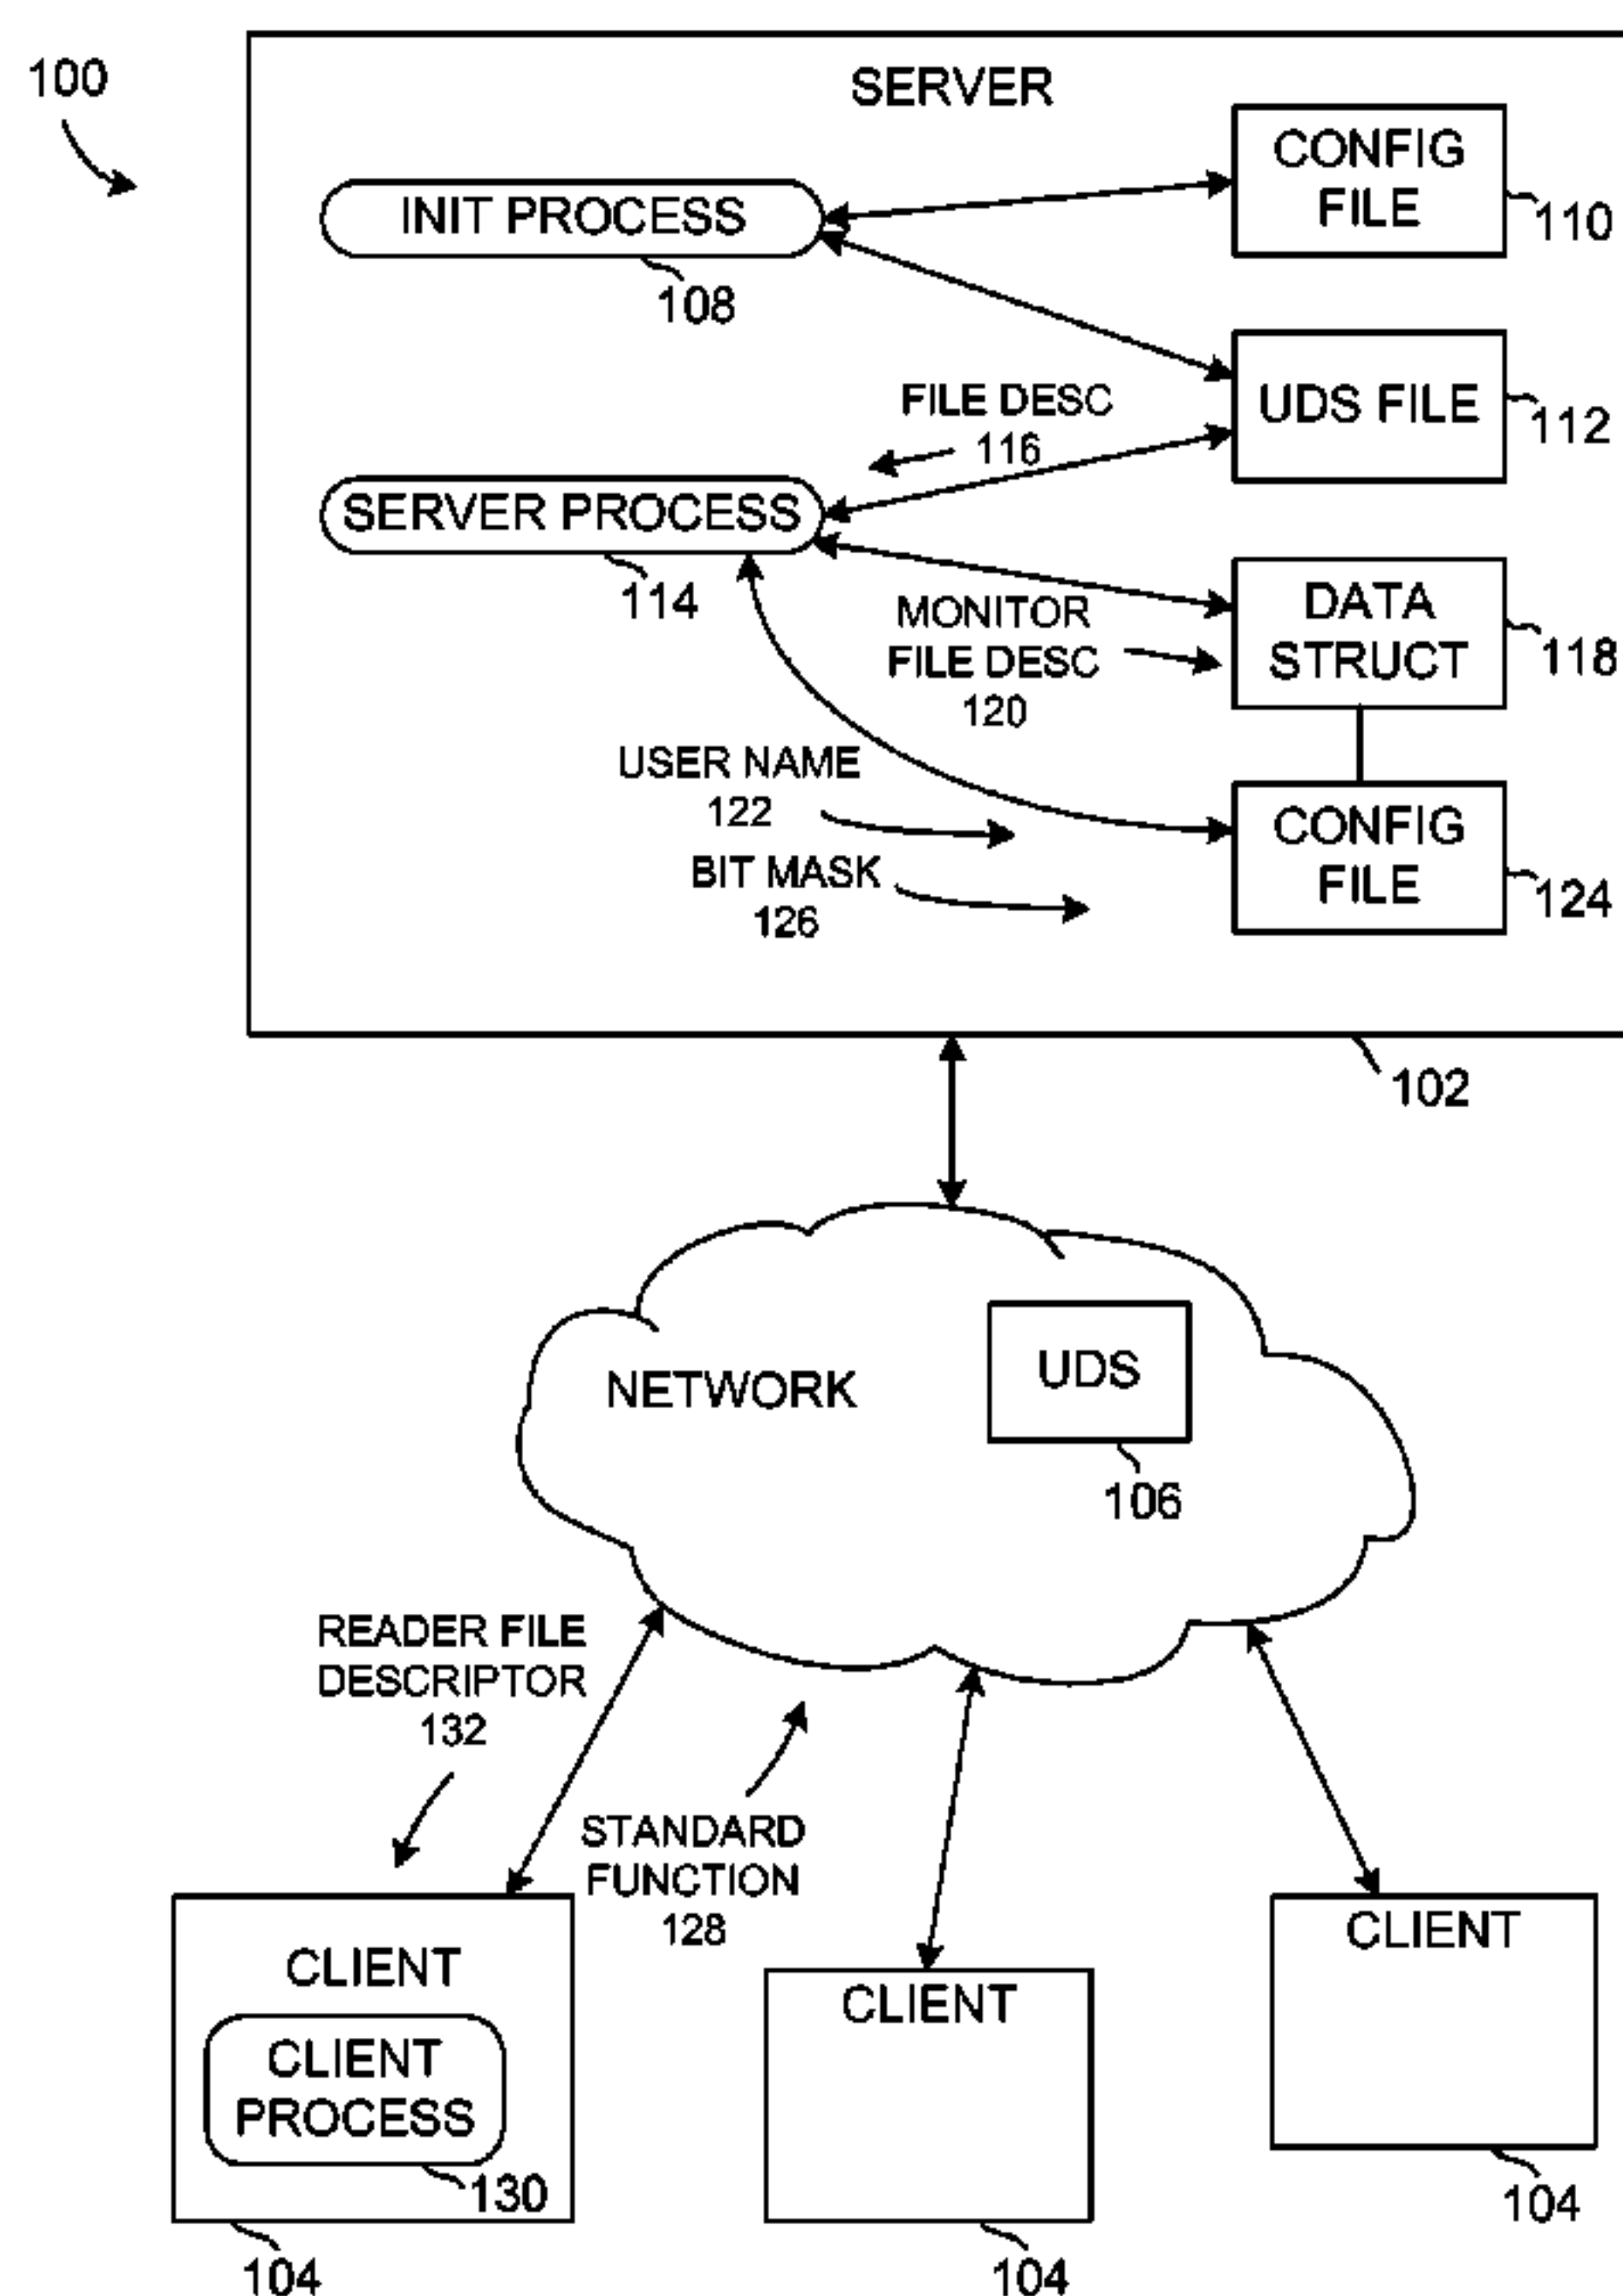 100
SERVER
CONFIG
FILE
110
INIT PROCESS
108
UDS FILE
112
FILE DESC
116
SERVER PROCESS
114
DATA
STRUCT
118
MONITOR
FILE DESC
120
USER NAME
122
CONFIG
FILE
124
BIT MASK
126
102
NETWORK
UDS
106
READER FILE
DESCRIPTOR
132
STANDARD
FUNCTION
128
CLIENT
CLIENT
PROCESS
130
104
CLIENT
104
CLIENT
104